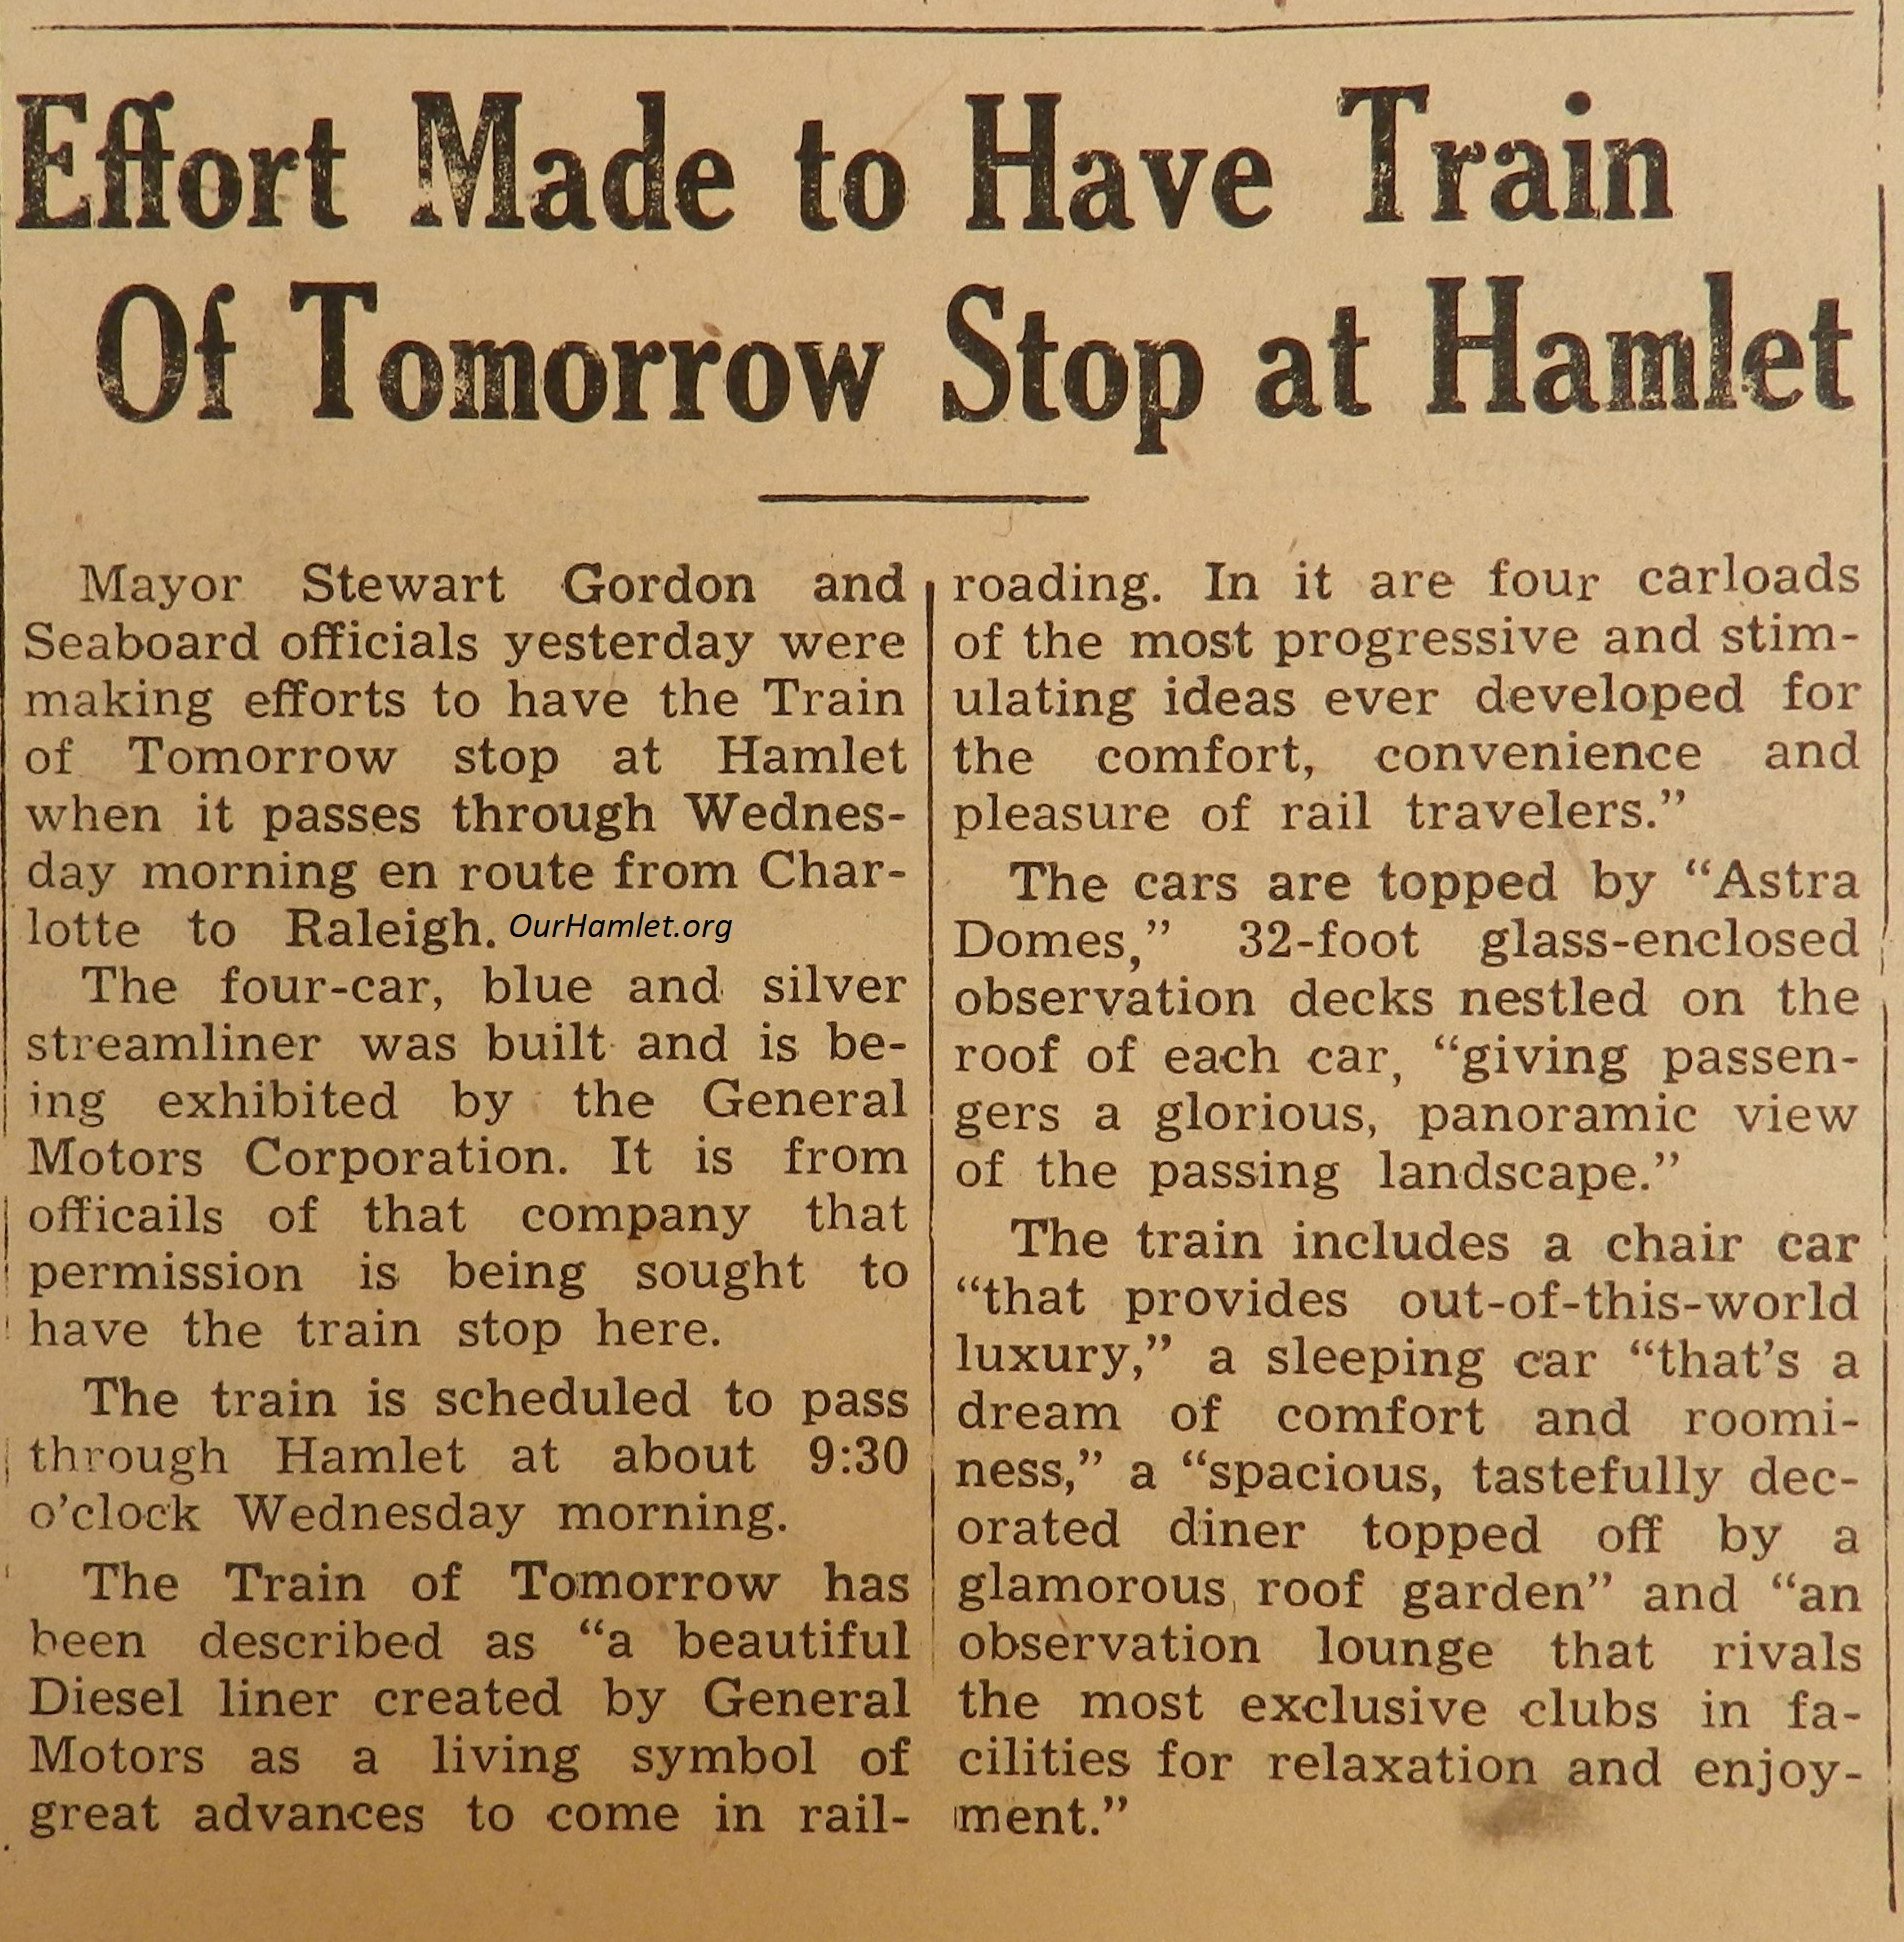 Effort Made to Have Train
Of Tomorrow Stop at Hamlet
Mayor Stewart Gordon and
Seaboard officials yesterday were
making efforts to have the Train
of Tomorrow stop at Hamlet
when it passes through Wednes-
day morning en route from Char-
lotte to Raleigh. OurHamlet.org
The four-car, blue and silver
streamliner was built and is be-
ing exhibited by the General
Motors Corporation. It is from
officails of that company that
permission is being sought to
have the train stop here.
The train is scheduled to pass
through Hamlet at about 9:30
o'clock Wednesday morning.
The Train of Tomorrow has
been described as “a beautiful
Diesel liner created by General
Motors as a living symbol of
great advances to come in rail-
roading. In it are four carloads
of the most progressive and stim-
ulating ideas ever developed for
the comfort, convenience and
pleasure of rail travelers.”
The cars are topped by “Astra
Domes,” 32-foot glass-enclosed
observation decks nestled on the
roof of each car, “giving passen-
gers a glorious, panoramic view
of the passing landscape.”
The train includes a chair car
“that provides out-of-this-world
luxury,” a sleeping car “that's a
dream of comfort and roomi-
ness,” a “spacious, tastefully dec-
orated diner topped off by a
glamorous roof garden” and “an
observation lounge that rivals
the most exclusive clubs in fa-
cilities for relaxation and enjoy-
ment.”